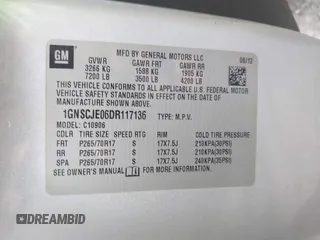 GM
MFD BY GENERAL MOTORS LLC
08/12
GVWR GAWR FRT GAWR RR
3266 KG 1588 KG 1905 KG
7200 LB 3500 LB 4200 LB
THIS VEHICLE CONFORMS TO ALL APPLICABLE U.S. FEDERAL MOTOR
VEHICLE SAFETY
STANDARDS IN EFFECT ON THE DATE OF
MANUFACTURE SHOWN ABOVE.
1GNSCJE06DR117136 TYPE: M.P.V.
MODEL: C10906
TIRE SIZE SPEED RTG RIM COLD TIRE PRESSURE
FRT P265/70R17 S 17X7.5J 210KPA(30PSI)
RR P265/70R17 S 17X7.5J 210KPA(30PSI)
SPA P265/70R17 S 17X7.5J 240KPA(35PSI)
SEE OWNER'S MANUAL FOR ADDITIONAL INFORMATION.
DREAMBID